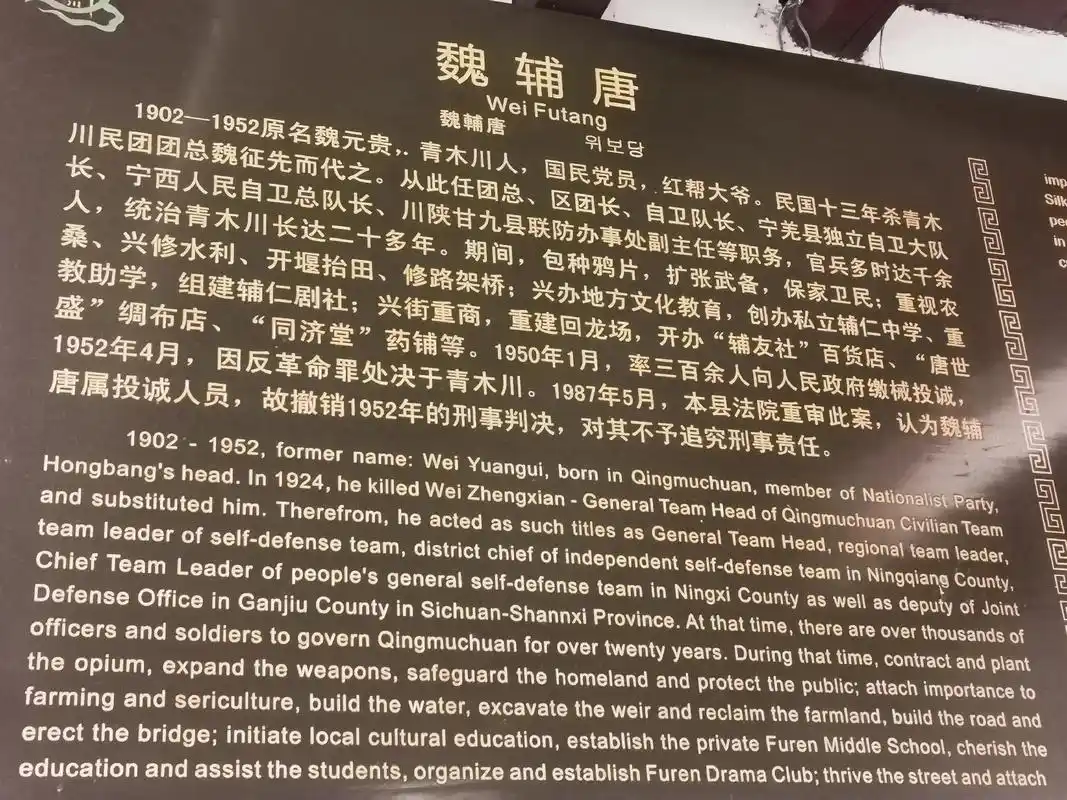 魏辅唐
Wei Futang
魏輔唐 위보당
1902—1952原名魏元贵,. 青木川人，国民党员，红帮大爷。民国十三年杀青木
川民团团总魏征先而代之。从此任团总、区团长、自卫队长、宁羌县独立自卫大队
长、宁西人民自卫总队长、川陕甘九县联防办事处副主任等职务，官兵多时达千余
人，统治青木川长达二十多年。期间，包种鸦片，扩张武备，保家卫民；重视农
桑、兴修水利、开堰抬田、修路架桥；兴办地方文化教育，创办私立辅仁中学、重
教助学，组建辅仁剧社；兴街重商，重建回龙场，开办“辅友社”百货店、“唐世
盛”绸布店、“同济堂”药铺等。1950年1月，率三百余人向人民政府缴械投诚，
1952年4月，因反革命罪处决于青木川。1987年5月，本县法院重审此案，认为魏辅
唐属投诚人员，故撤销1952年的刑事判决，对其不予追究刑事责任。
1902 - 1952, former name: Wei Yuangui, born in Qingmuchuan, member of Nationalist Party,
Hongbang's head. In 1924, he killed Wei Zhengxian - General Team Head of Qingmuchuan Civilian Team
and substituted him. Therefrom, he acted as such titles as General Team Head, regional team leader,
team leader of self-defense team, district chief of independent self-defense team in Ningqiang County,
Chief Team Leader of people's general self-defense team in Ningxi County as well as deputy of Joint
Defense Office in Ganjiu County in Sichuan-Shannxi Province. At that time, there are over thousands of
officers and soldiers to govern Qingmuchuan for over twenty years. During that time, contract and plant
the opium, expand the weapons, safeguard the homeland and protect the public; attach importance to
farming and sericulture, build the water, excavate the weir and reclaim the farmland, build the road and
erect the bridge; initiate local cultural education, establish the private Furen Middle School, cherish the
education and assist the students, organize and establish Furen Drama Club; thrive the street and attach
imp
Silk
pe
in